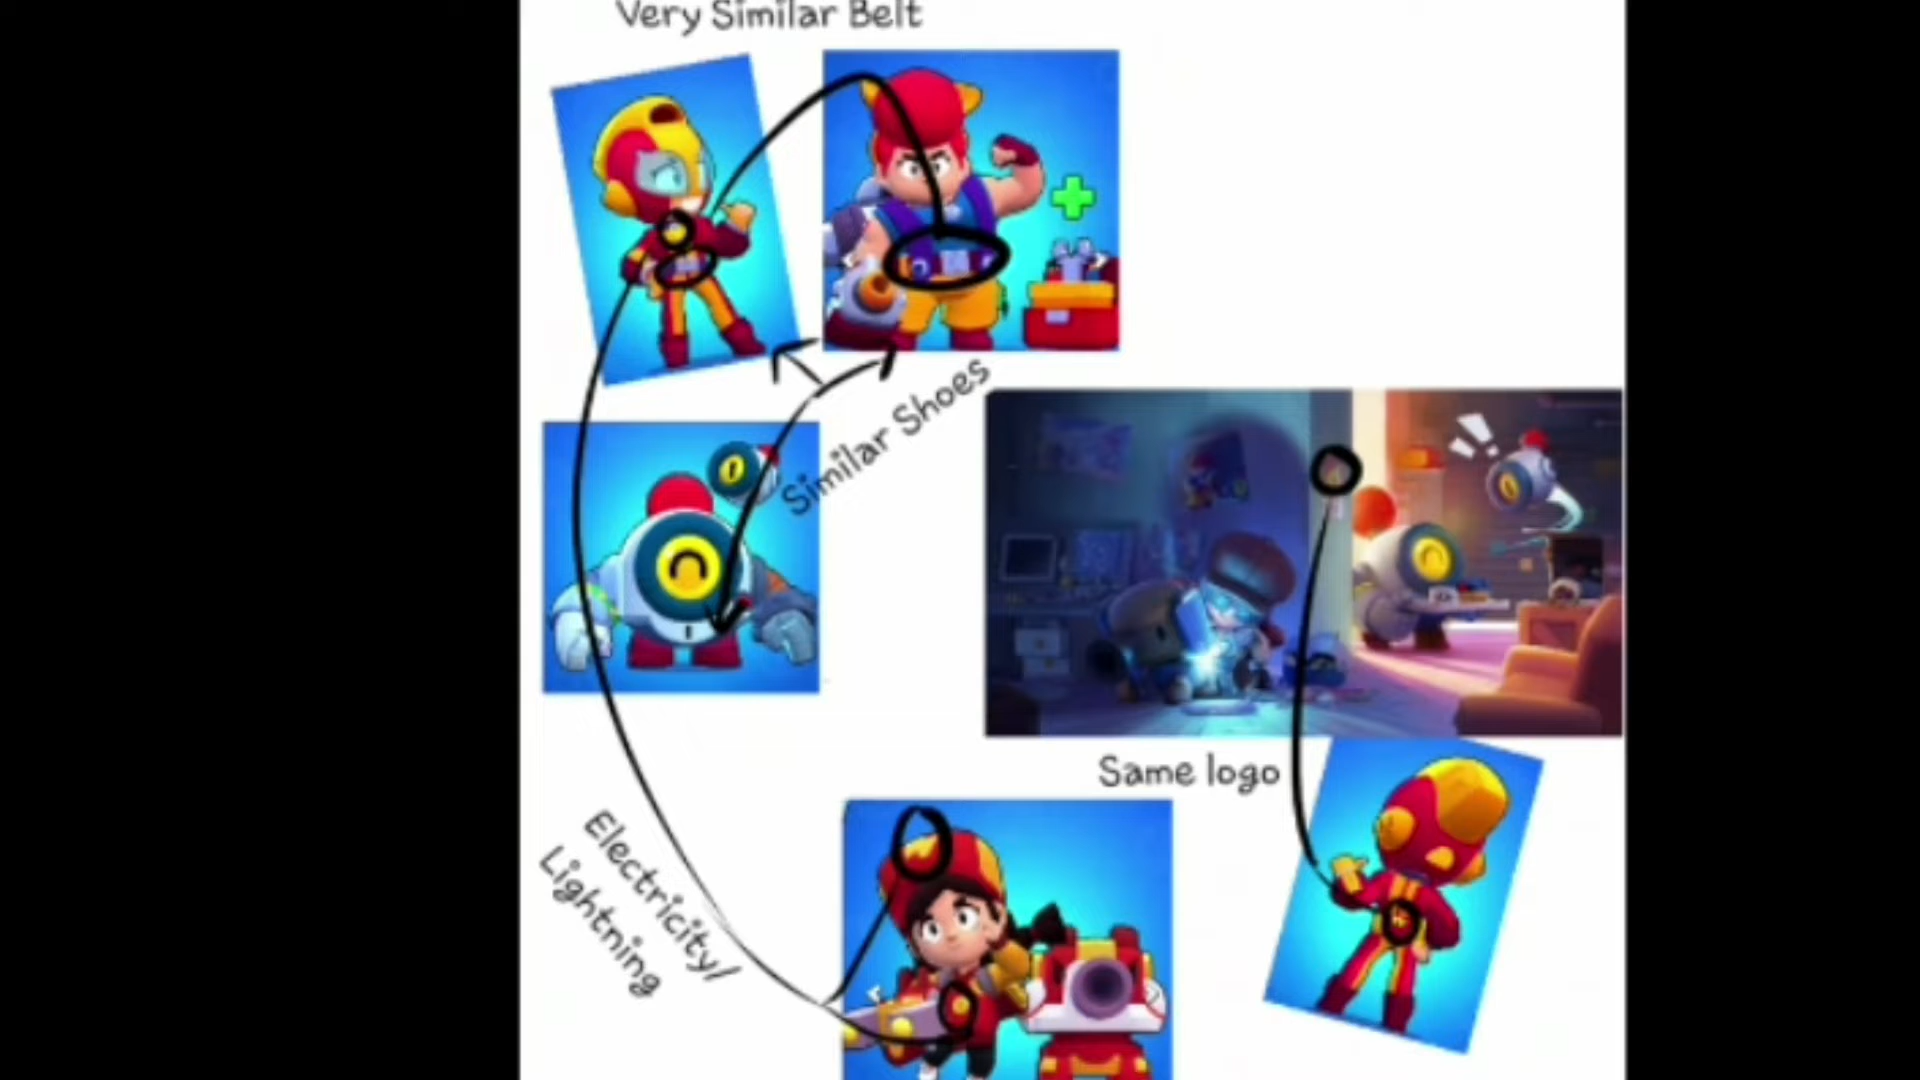 Very Similar Belt
Similar Shoes
Same logo
Electricity/
Lightning